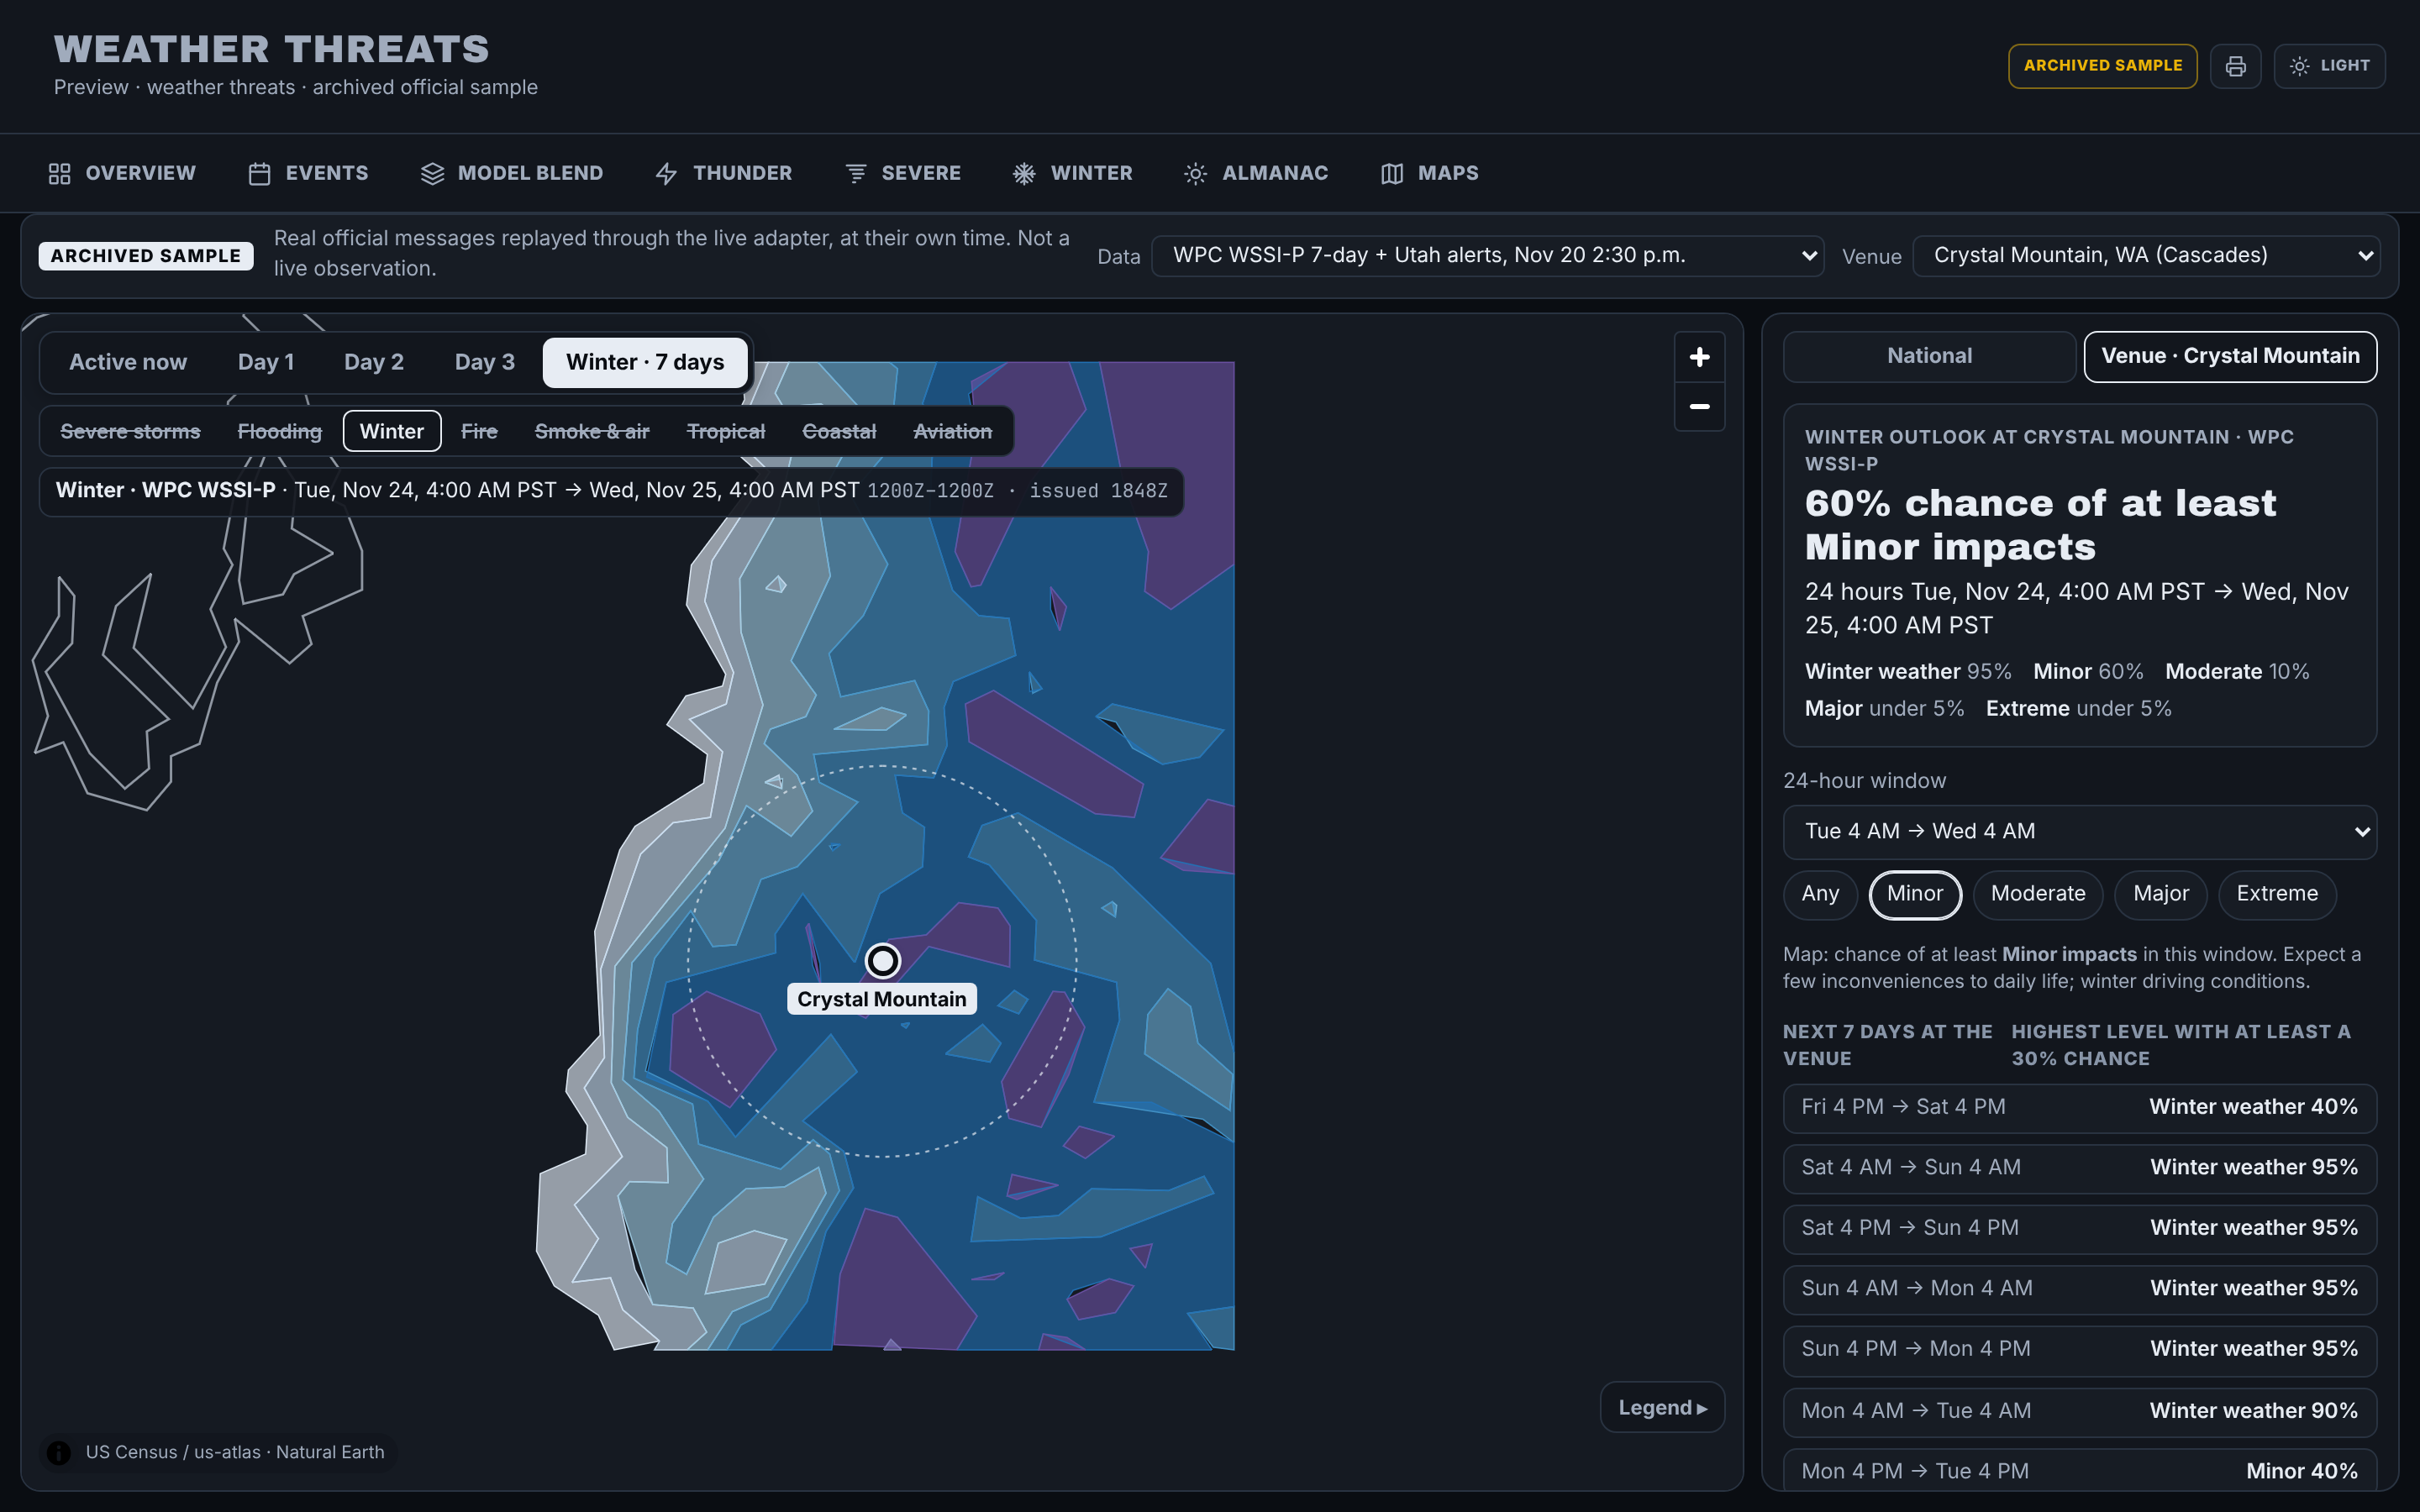 WEATHER THREATS
Preview · weather threats · archived official sample
ARCHIVED SAMPLE
LIGHT
OVERVIEW
EVENTS
MODEL BLEND
THUNDER
SEVERE
WINTER
ALMANAC
MAPS
ARCHIVED SAMPLE
Real official messages replayed through the live adapter, at their own time. Not a
live observation.
Data
WPC WSSI-P 7-day + Utah alerts, Nov 20 2:30 p.m.
Venue
Crystal Mountain, WA (Cascades)
Active now
Day 1
Day 2
Day 3
Winter · 7 days
Severe storms
Flooding
Winter
Fire
Smoke & air
Tropical
Coastal
Aviation
Winter · WPC WSSI-P · Tue, Nov 24, 4:00 AM PST → Wed, Nov 25, 4:00 AM PST 1200Z–1200Z · issued 1848Z
+
−
Crystal Mountain
Legend ▸
US Census / us-atlas · Natural Earth
National
Venue · Crystal Mountain
WINTER OUTLOOK AT CRYSTAL MOUNTAIN · WPC
WSSI-P
60% chance of at least
Minor impacts
24 hours Tue, Nov 24, 4:00 AM PST → Wed, Nov
25, 4:00 AM PST
Winter weather 95% Minor 60% Moderate 10%
Major under 5% Extreme under 5%
24-hour window
Tue 4 AM → Wed 4 AM
Any
Minor
Moderate
Major
Extreme
Map: chance of at least Minor impacts in this window. Expect a
few inconveniences to daily life; winter driving conditions.
NEXT 7 DAYS AT THE
VENUE
HIGHEST LEVEL WITH AT LEAST A
30% CHANCE
Fri 4 PM → Sat 4 PM Winter weather 40%
Sat 4 AM → Sun 4 AM Winter weather 95%
Sat 4 PM → Sun 4 PM Winter weather 95%
Sun 4 AM → Mon 4 AM Winter weather 95%
Sun 4 PM → Mon 4 PM Winter weather 95%
Mon 4 AM → Tue 4 AM Winter weather 90%
Mon 4 PM → Tue 4 PM Minor 40%